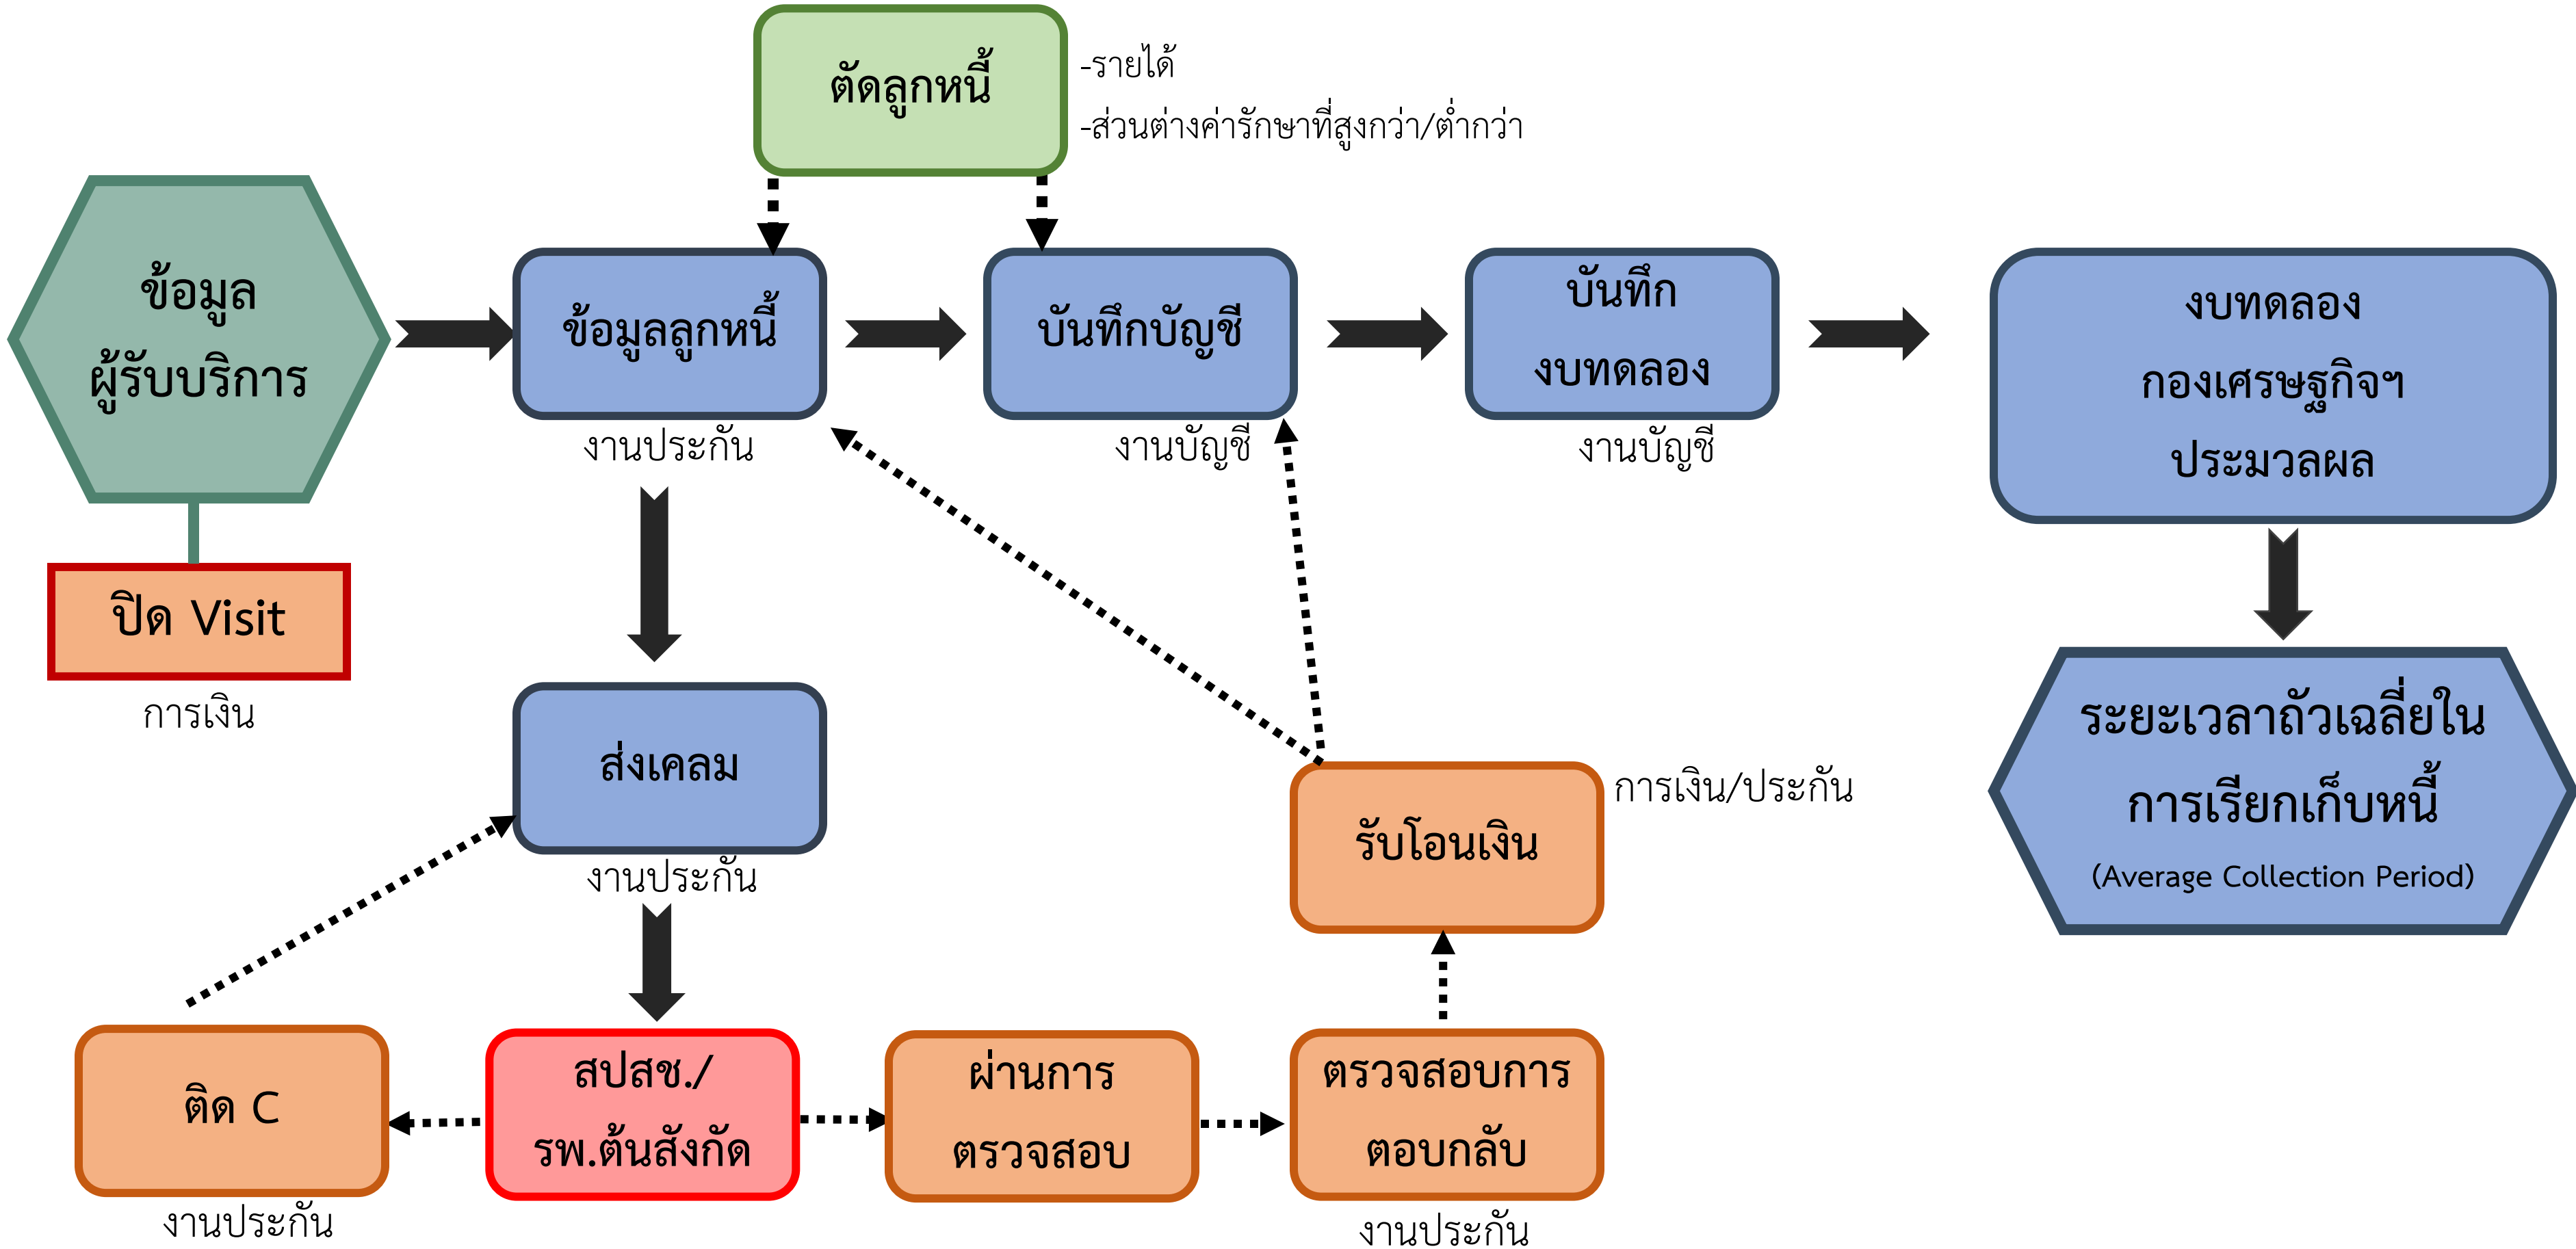 ตัดลูกหนี้
-รายได้
-ส่วนต่างค่ารักษาที่สูงกว่า/ต่ำกว่า
ข้อมูล
ผู้รับบริการ
ข้อมูลลูกหนี้
งานประกัน
บันทึกบัญชี
งานบัญชี
บันทึก
งบทดลอง
งานบัญชี
งบทดลอง
กองเศรษฐกิจฯ
ประมวลผล
ปิด Visit
การเงิน
ส่งเคลม
งานประกัน
รับโอนเงิน
การเงิน/ประกัน
ระยะเวลาถัวเฉลี่ยใน
การเรียกเก็บหนี้
(Average Collection Period)
ติด C
งานประกัน
สปสช./
รพ.ต้นสังกัด
ผ่านการ
ตรวจสอบ
ตรวจสอบการ
ตอบกลับ
งานประกัน